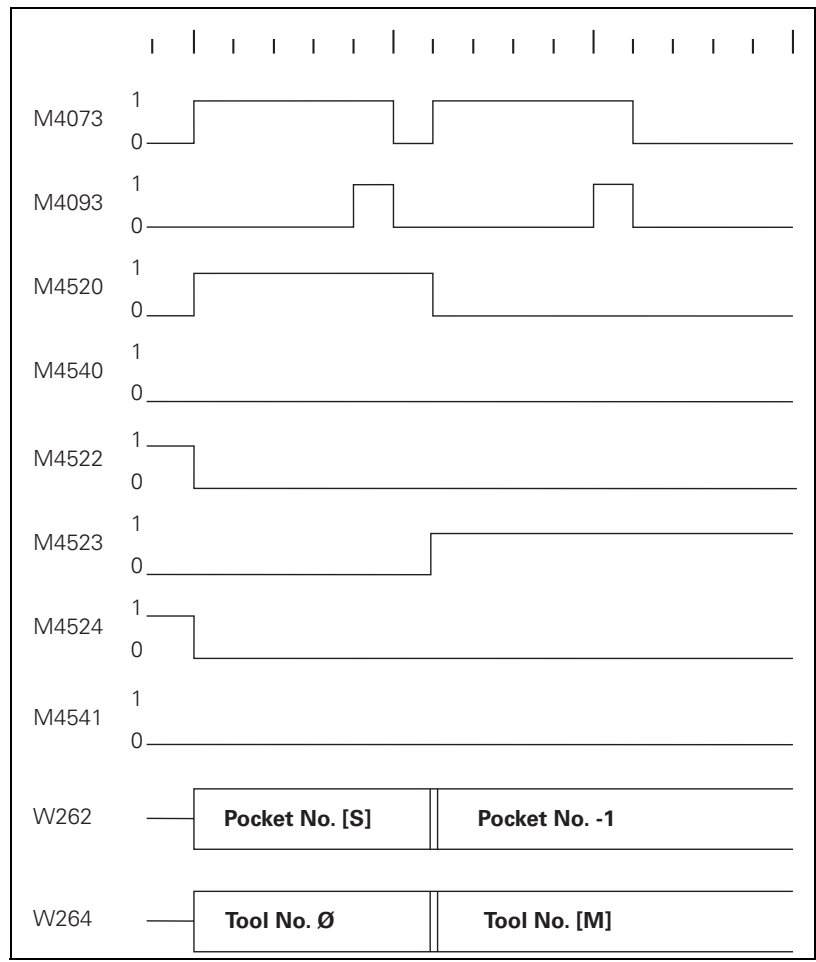 M4073 1 0
M4093 1 0
M4520 1 0
M4540 1 0
M4522 1 0
M4523 1 0
M4524 1 0
M4541 1 0
W262 Pocket No. [S] Pocket No. -1
W264 Tool No. Ø Tool No. [M]